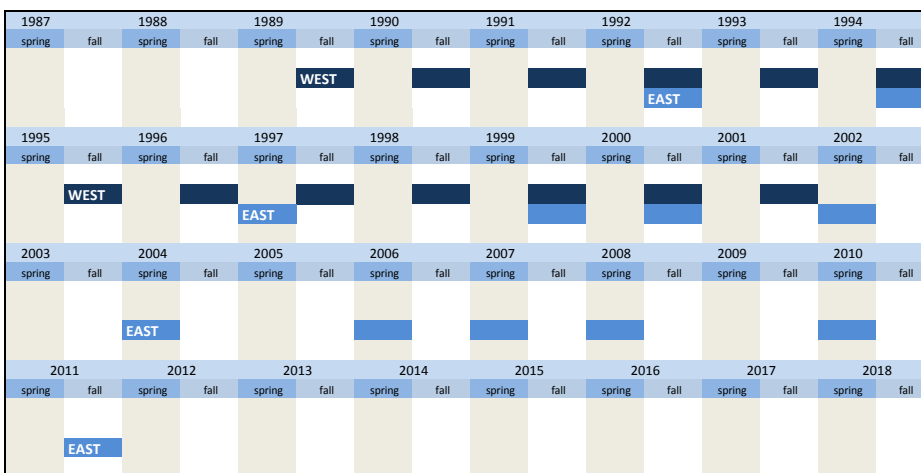 1987 1988 1989 1990 1991 1992 1993 1994
spring fall spring fall spring fall spring fall spring fall spring fall spring fall spring fall
WEST
EAST
1995 1996 1997 1998 1999 2000 2001 2002
spring fall spring fall spring fall spring fall spring fall spring fall spring fall spring fall
WEST
EAST
2003 2004 2005 2006 2007 2008 2009 2010
spring fall spring fall spring fall spring fall spring fall spring fall spring fall spring fall
EAST
2011 2012 2013 2014 2015 2016 2017 2018
spring fall spring fall spring fall spring fall spring fall spring fall spring fall spring fall
EAST